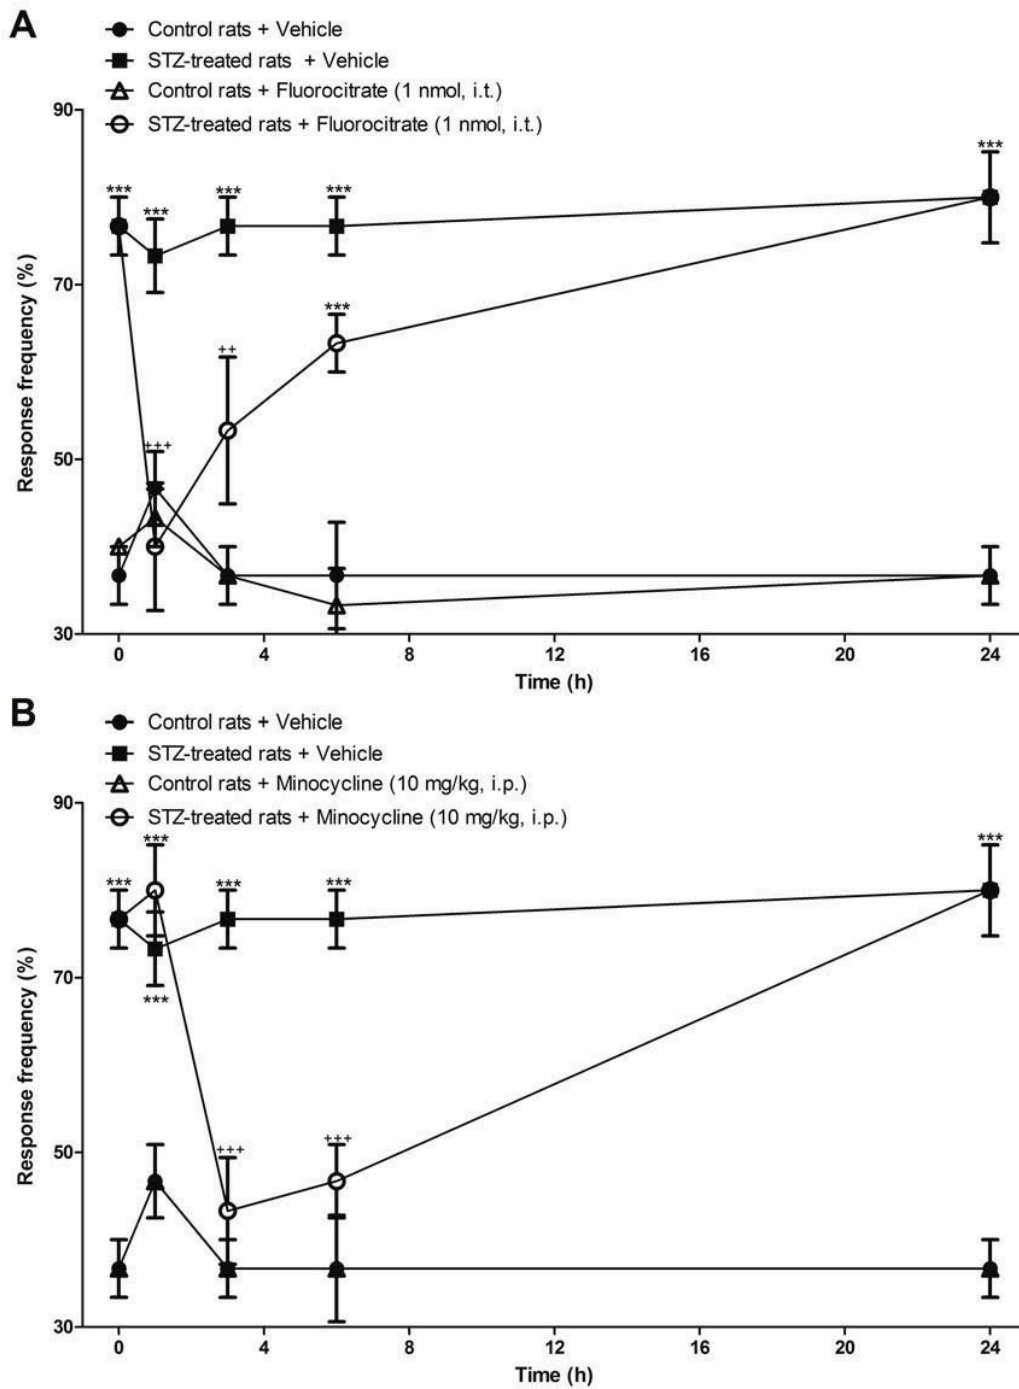 A
Control rats + Vehicle
STZ-treated rats + Vehicle
Control rats + Fluorocitrate (1 nmol, i.t.)
STZ-treated rats + Fluorocitrate (1 nmol, i.t.)
90
70
50
30
Response frequency (%)
*** *** *** *** ***
***
++
+++
0 4 8 12 16 20 24
Time (h)
B
Control rats + Vehicle
STZ-treated rats + Vehicle
Control rats + Minocycline (10 mg/kg, i.p.)
STZ-treated rats + Minocycline (10 mg/kg, i.p.)
90
70
50
30
Response frequency (%)
*** *** *** *** ***
***
+++ +++
0 4 8 12 16 20 24
Time (h)